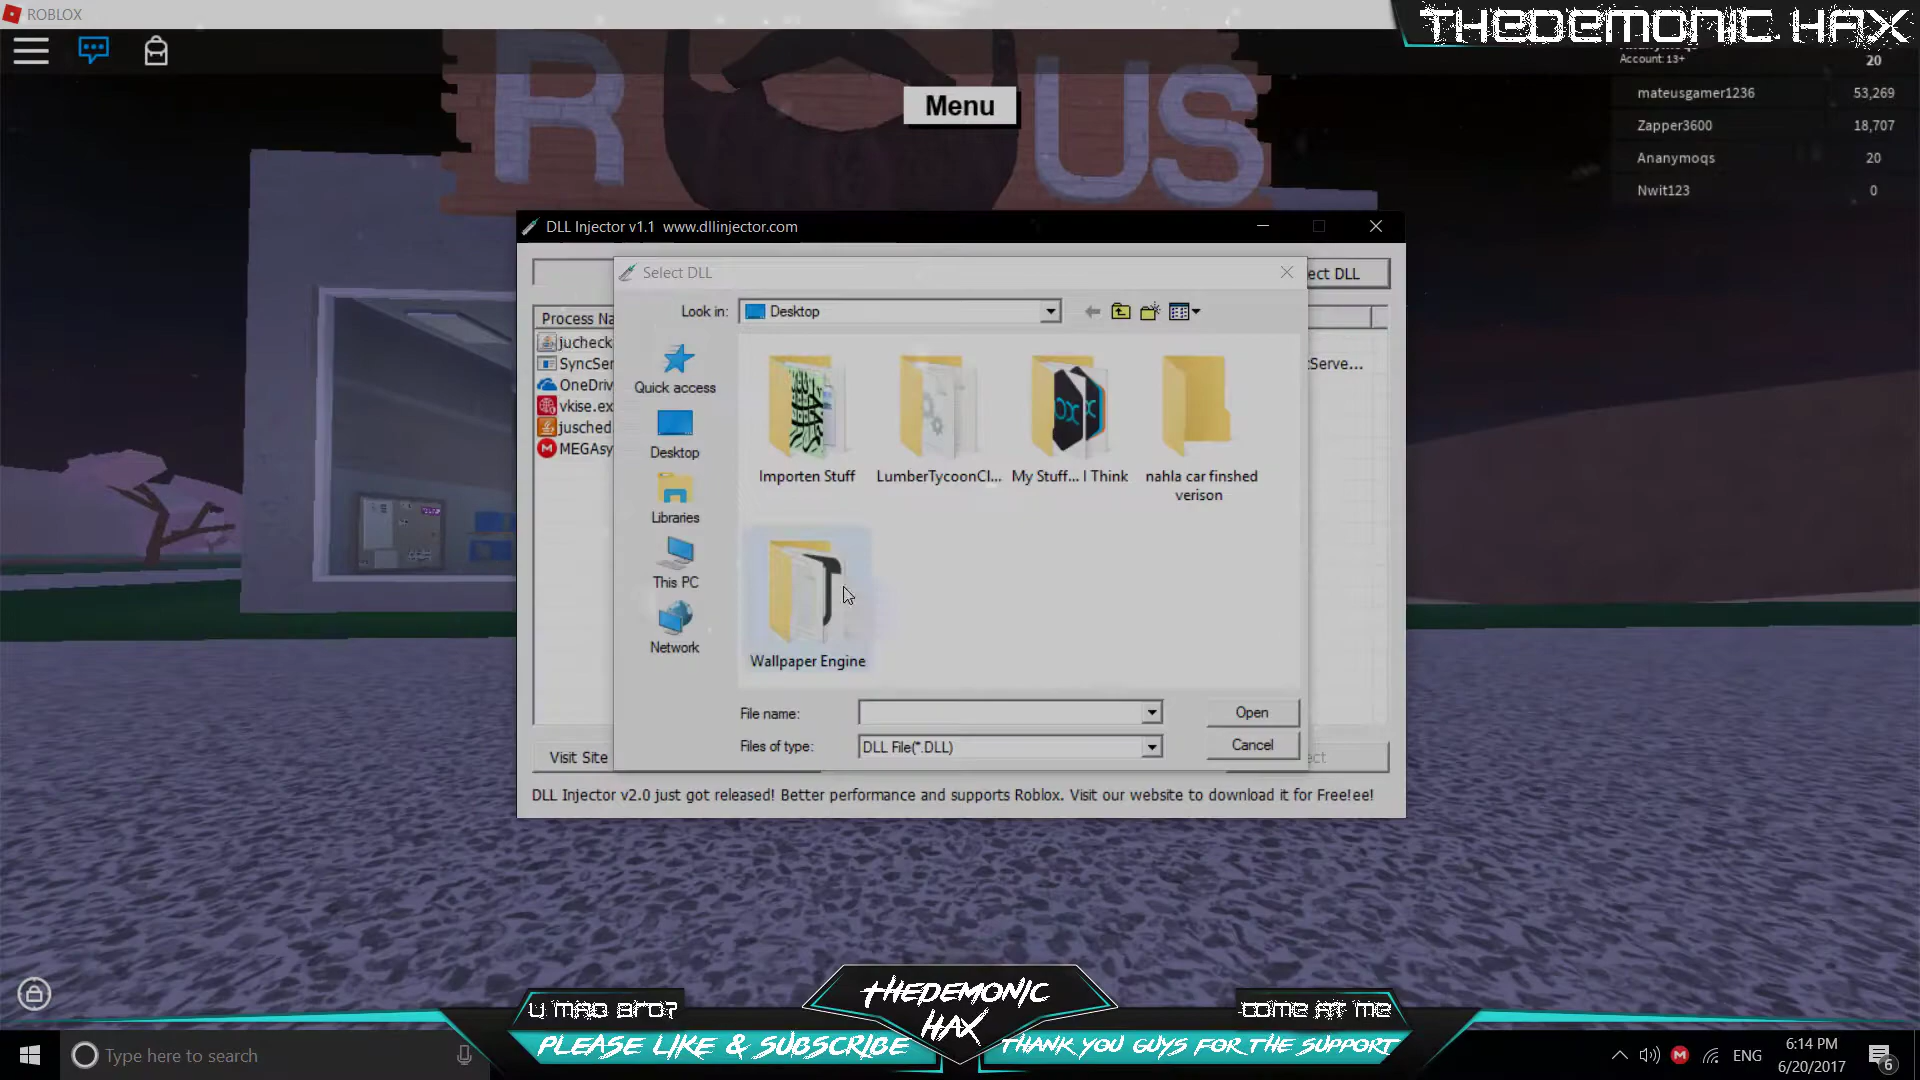 ROBLOX
THEDEMONIC HAX
Account: 13+
20
mateusgamer1236 53,269
Zapper3600 18,707
Ananymoqs 20
Nwit123 0
R US
Menu
DLL Injector v1.1 www.dllinjector.com
Select DLL
ect DLL
Look in: Desktop
Process Na
jucheck
SyncSer
Serve...
OneDriv
vkise.ex
jusched
MEGAsy
Quick access
Desktop
Libraries
This PC
Network
Importen Stuff
LumberTycoonCl...
My Stuff... I Think
nahla car finshed
verison
Wallpaper Engine
File name:
Open
Files of type: DLL File(*.DLL)
Cancel
Visit Site
ct
DLL Injector v2.0 just got released! Better performance and supports Roblox. Visit our website to download it for Free!ee!
U MAD BRO?
THEDEMONIC
HAX
COME AT ME
PLEASE LIKE & SUBSCRIBE
THANK YOU GUYS FOR THE SUPPORT
Type here to search
ENG
6:14 PM
6/20/2017
6